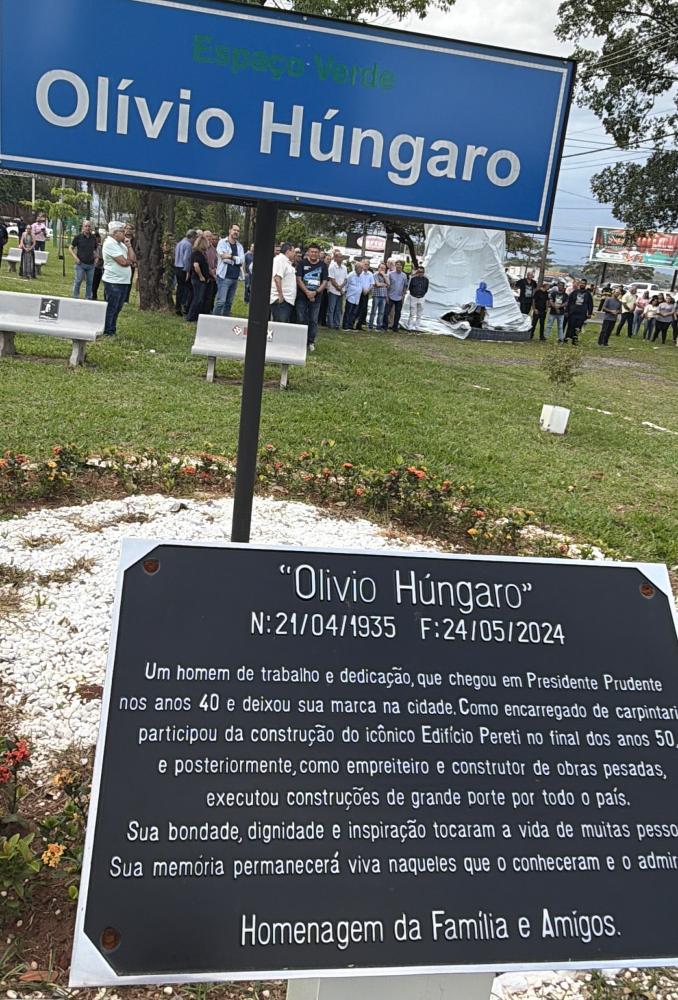 Espaço Verde
Olívio Húngaro
"Olivio Húngaro"
N:21/04/1935 F:24/05/2024
Um homem de trabalho e dedicação, que chegou em Presidente Prudente
nos anos 40 e deixou sua marca na cidade. Como encarregado de carpintari
participou da construção do icônico Edifício Pereti no final dos anos 50,
e posteriormente, como empreiteiro e construtor de obras pesadas,
executou construções de grande porte por todo o país.
Sua bondade, dignidade e inspiração tocaram a vida de muitas pesso
Sua memória permanecerá viva naqueles que o conheceram e o admir
Homenagem da Família e Amigos.